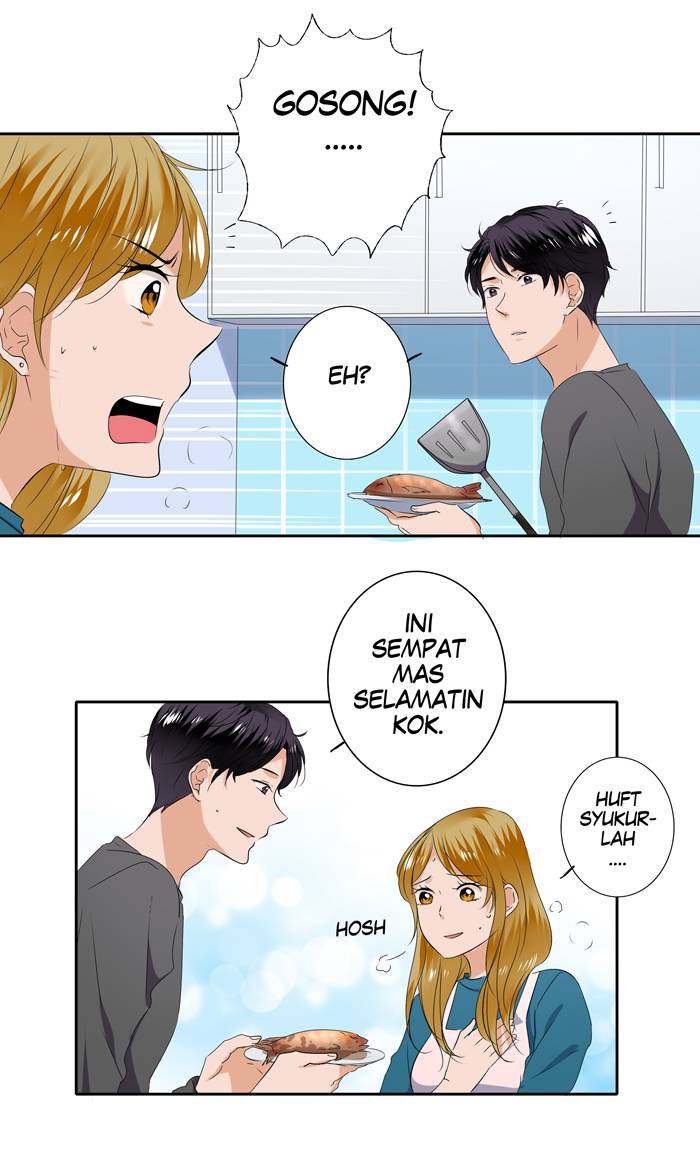 GOSONG!
.....
EH?
INI
SEMPAT
MAS
SELAMATIN
KOK.
HUFT
SYUKUR-
LAH
....
HOSH